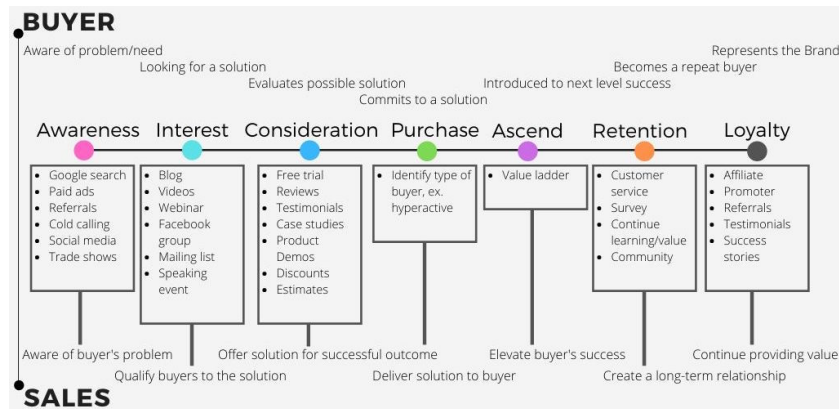 BUYER
Aware of problem/need
Looking for a solution
Evaluates possible solution
Commits to a solution
Introduced to next level success
Becomes a repeat buyer
Represents the Brand
Awareness
Interest
Consideration
Purchase
Ascend
Retention
Loyalty
• Google search
• Paid ads
• Referrals
• Cold calling
• Social media
• Trade shows
• Blog
• Videos
• Webinar
• Facebook
group
• Mailing list
• Speaking
event
• Free trial
• Reviews
• Testimonials
• Case studies
• Product
Demos
• Discounts
• Estimates
• Identify type of
buyer, ex.
hyperactive
• Value ladder
• Customer
service
• Survey
• Continue
learning/value
• Community
• Affiliate
• Promoter
• Referrals
• Testimonials
• Success
stories
Aware of buyer's problem
Qualify buyers to the solution
Offer solution for successful outcome
Deliver solution to buyer
Elevate buyer's success
Create a long-term relationship
Continue providing value
SALES